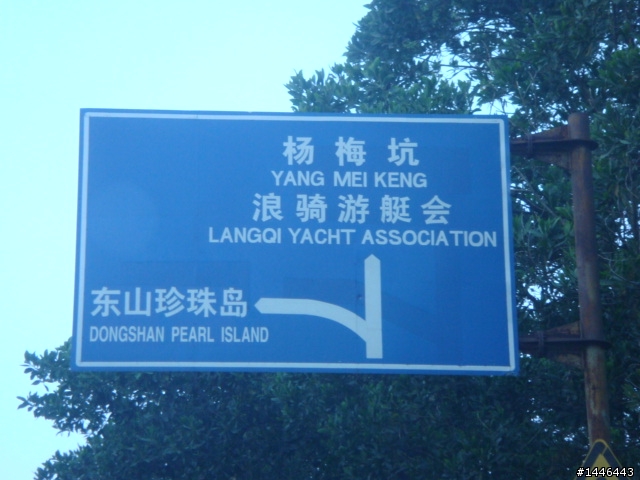 杨梅坑
YANG MEI KENG
浪骑游艇会
LANGQI YACHT ASSOCIATION
东山珍珠岛
DONGSHAN PEARL ISLAND
#1446443